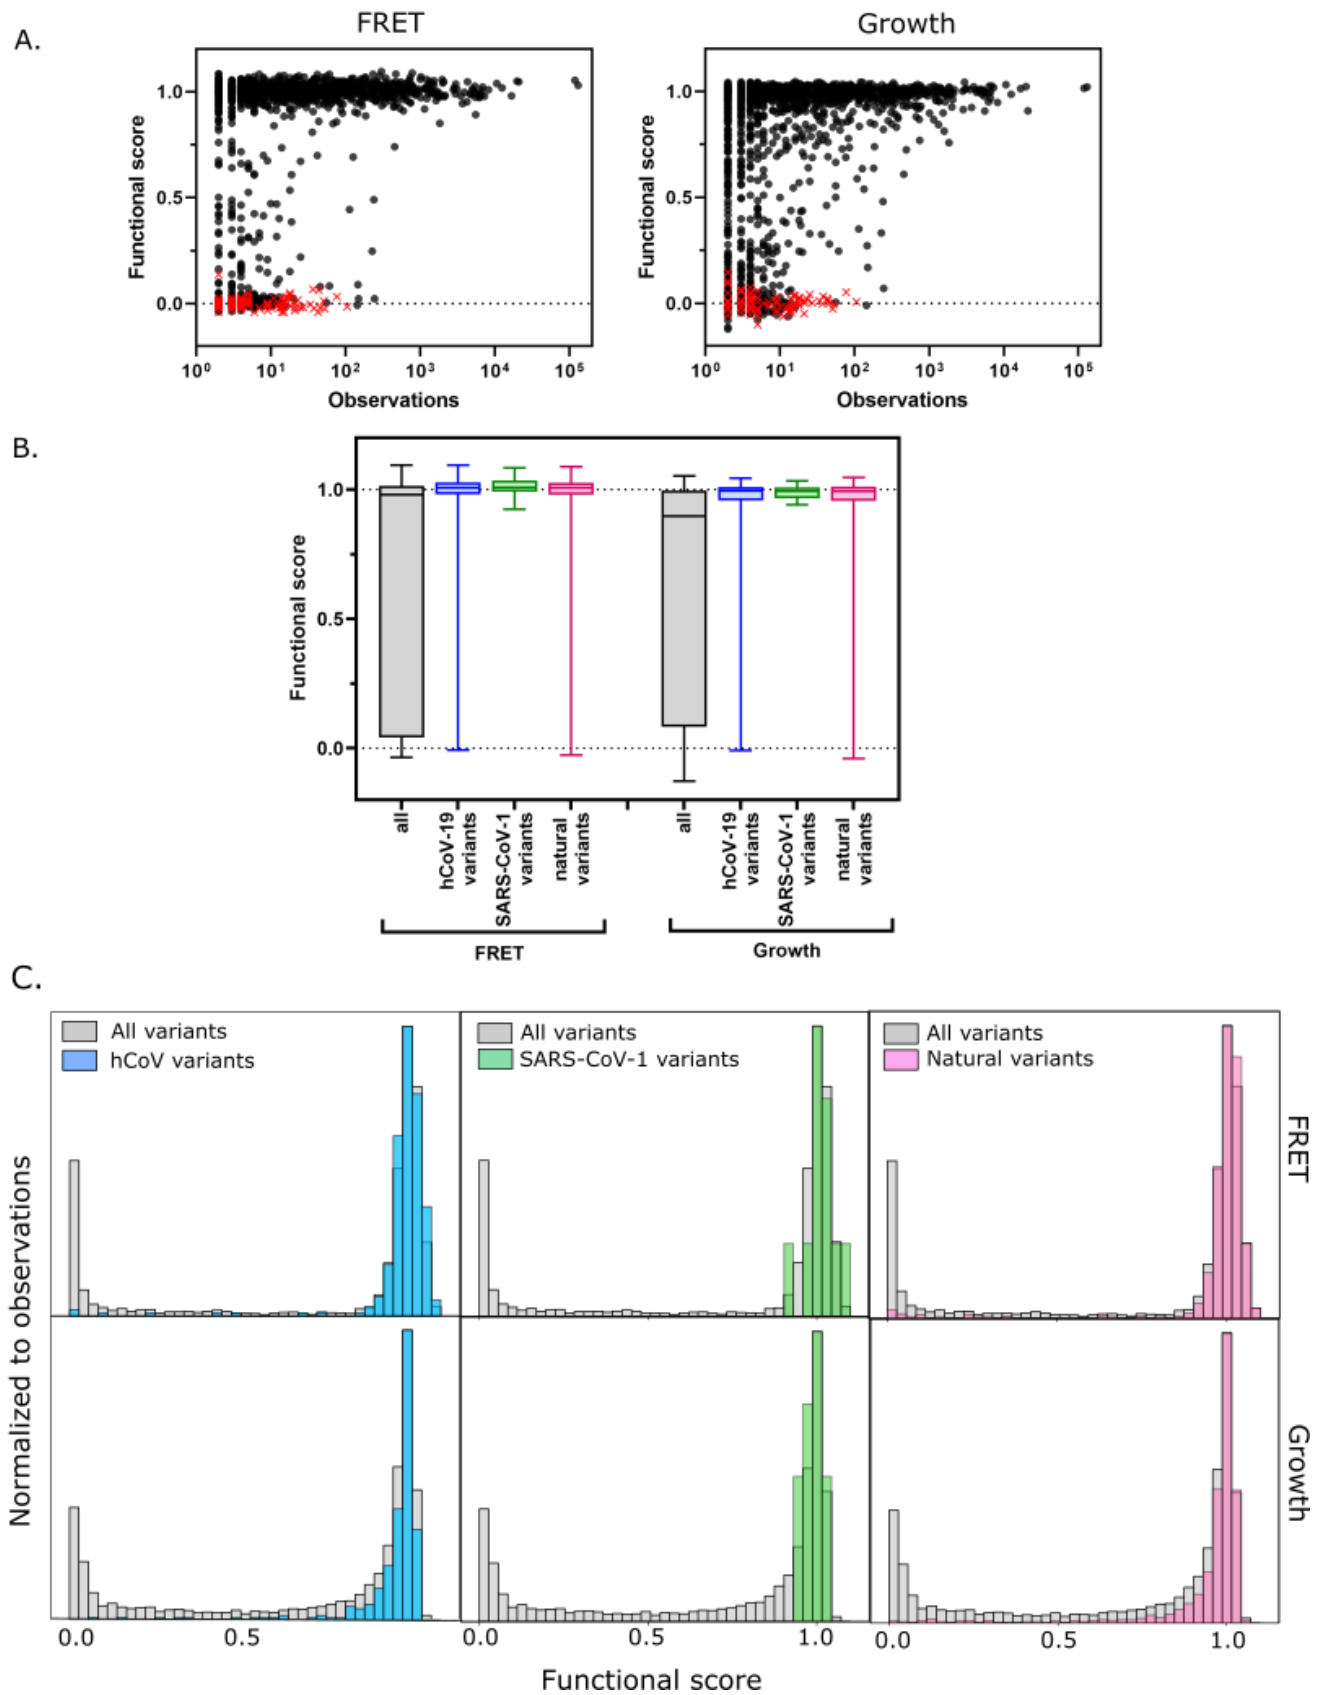 A.
FRET
Growth
Functional score
1.0
0.5
0.0
10⁰ 10¹ 10² 10³ 10⁴ 10⁵
Observations
Functional score
1.0
0.5
0.0
10⁰ 10¹ 10² 10³ 10⁴ 10⁵
Observations
B.
Functional score
1.0
0.5
0.0
all
hCoV-19
variants
SARS-CoV-1
variants
natural
variants
all
hCoV-19
variants
SARS-CoV-1
variants
natural
variants
FRET
Growth
C.
Normalized to observations
All variants
hCoV variants
All variants
SARS-CoV-1 variants
All variants
Natural variants
FRET
Growth
0.0 0.5
0.0 0.5 1.0
0.0 0.5 1.0
Functional score